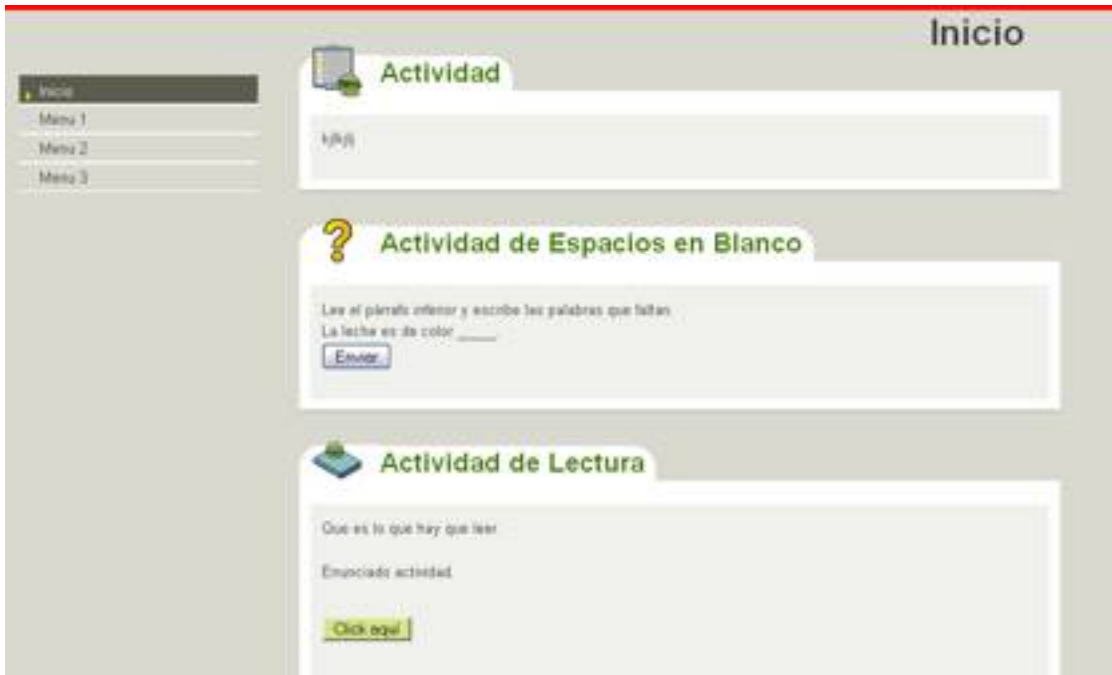 Inicio
Inicio
Menu 1
Menu 2
Menu 3
Actividad
Actividad de Espacios en Blanco
Lee el párrafo inferior y escribe las palabras que faltan.
La leche es de color _____
Enviar
Actividad de Lectura
Que es lo que hay que leer
Enunciado actividad.
Click aquí